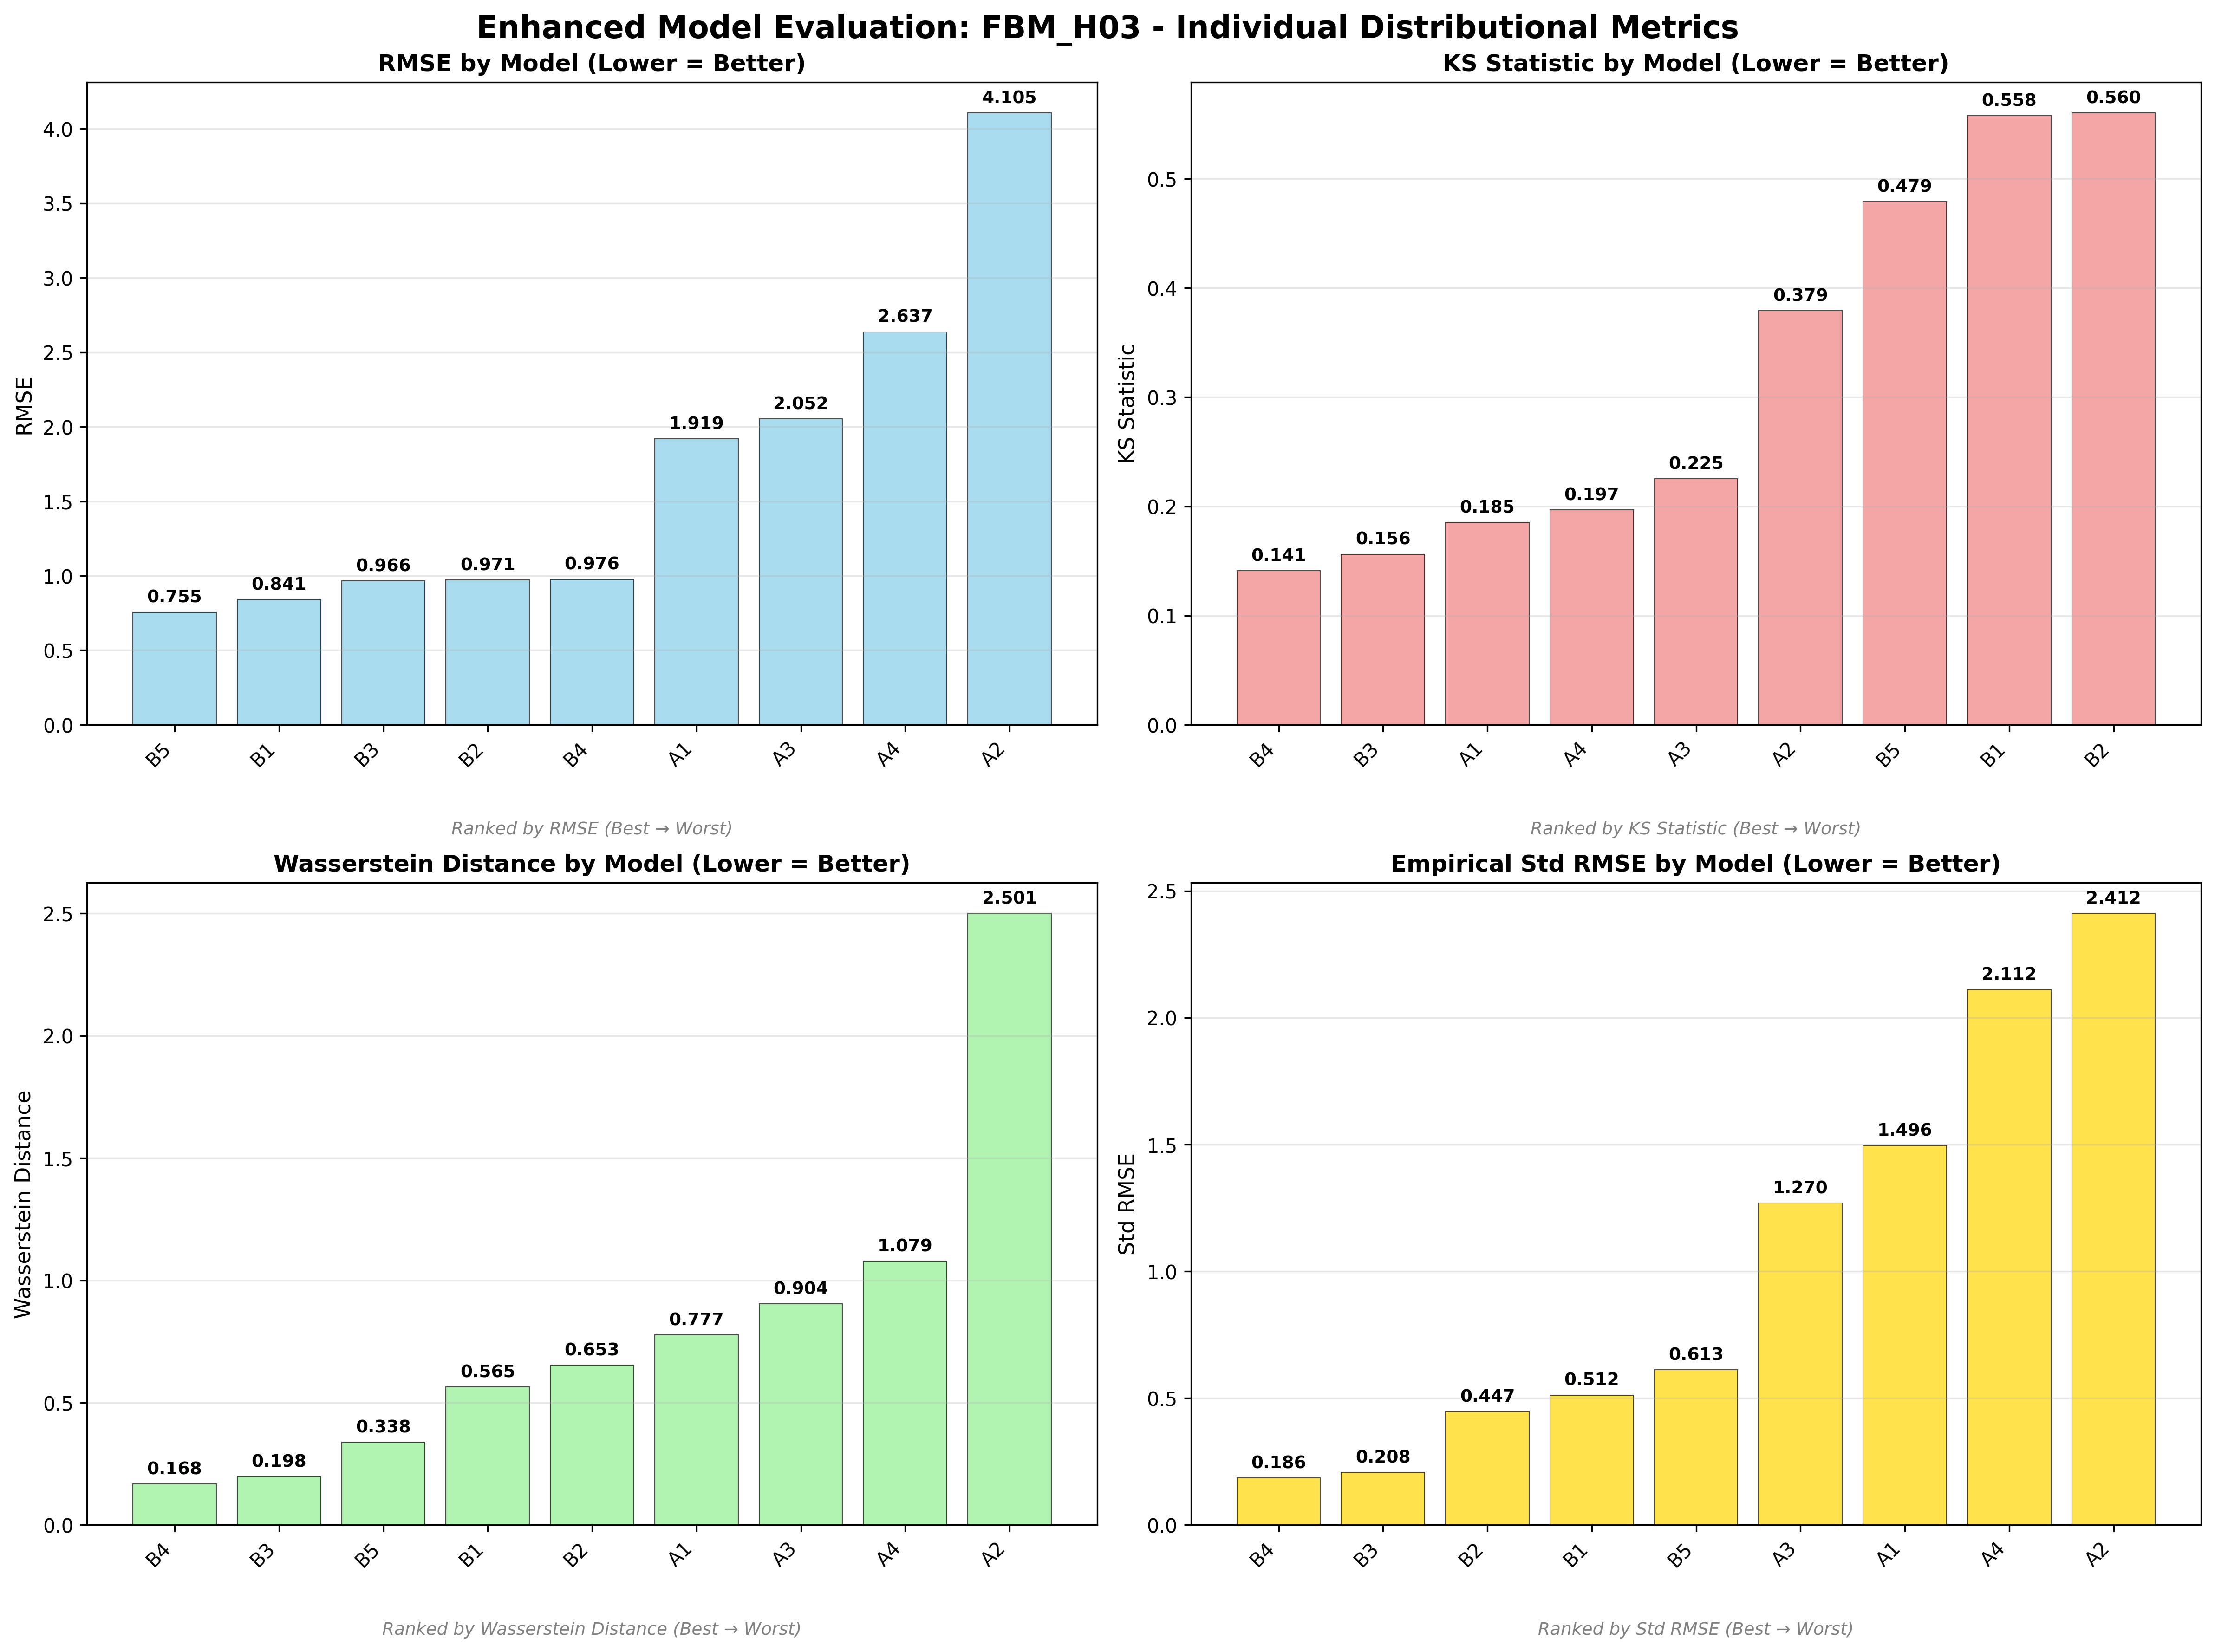 Enhanced Model Evaluation: FBM_H03 - Individual Distributional Metrics
RMSE by Model (Lower = Better)
RMSE
4.0
3.5
3.0
2.5
2.0
1.5
1.0
0.5
0.0
0.755
0.841
0.966
0.971
0.976
1.919
2.052
2.637
4.105
B5
B1
B3
B2
B4
A1
A3
A4
A2
Ranked by RMSE (Best → Worst)
KS Statistic by Model (Lower = Better)
KS Statistic
0.5
0.4
0.3
0.2
0.1
0.0
0.141
0.156
0.185
0.197
0.225
0.379
0.479
0.558
0.560
B4
B3
A1
A4
A3
A2
B5
B1
B2
Ranked by KS Statistic (Best → Worst)
Wasserstein Distance by Model (Lower = Better)
Wasserstein Distance
2.5
2.0
1.5
1.0
0.5
0.0
0.168
0.198
0.338
0.565
0.653
0.777
0.904
1.079
2.501
B4
B3
B5
B1
B2
A1
A3
A4
A2
Ranked by Wasserstein Distance (Best → Worst)
Empirical Std RMSE by Model (Lower = Better)
Std RMSE
2.5
2.0
1.5
1.0
0.5
0.0
0.186
0.208
0.447
0.512
0.613
1.270
1.496
2.112
2.412
B4
B3
B2
B1
B5
A3
A1
A4
A2
Ranked by Std RMSE (Best → Worst)